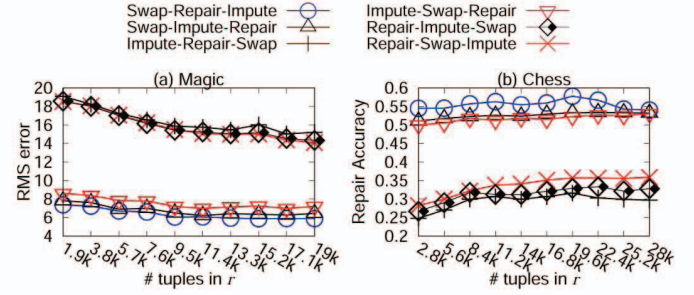 Swap-Repair-Impute
Swap-Impute-Repair
Impute-Repair-Swap
Impute-Swap-Repair
Repair-Impute-Swap
Repair-Swap-Impute
(a) Magic
RMS error
20
18
16
14
12
10
8
6
4
1.9k 3.8k 5.7k 7.6k 9.5k 11.4k 13.3k 15.2k 17.1k 19k
# tuples in r
(b) Chess
Repair Accuracy
0.6
0.55
0.5
0.45
0.4
0.35
0.3
0.25
0.2
2.8k 5.6k 8.4k 11.2k 14k 16.8k 19.6k 22.4k 25.2k 28k
# tuples in r